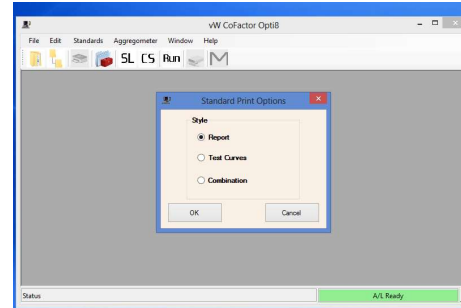 vW CoFactor Opti8
File Edit Standards Aggregometer Window Help
SL CS Run
Standard Print Options
Style
Report
Test Curves
Combination
OK Cancel
Status A/L Ready